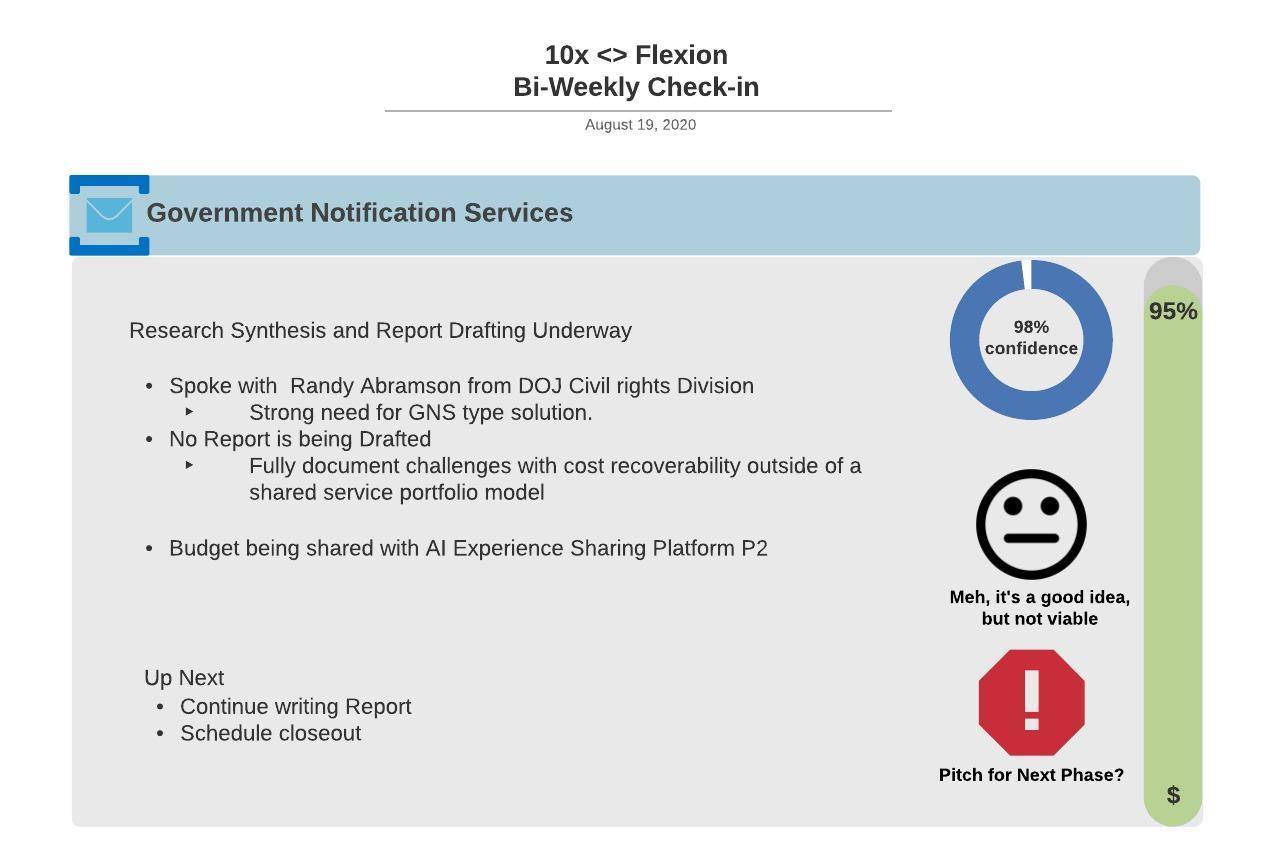 10x <> Flexion
Bi-Weekly Check-in
August 19, 2020
Government Notification Services
Research Synthesis and Report Drafting Underway
• Spoke with  Randy Abramson from DOJ Civil rights Division
‣ Strong need for GNS type solution.
• No Report is being Drafted
‣ Fully document challenges with cost recoverability outside of a
shared service portfolio model
• Budget being shared with AI Experience Sharing Platform P2
Up Next
• Continue writing Report
• Schedule closeout
98%
confidence
Meh, it's a good idea,
but not viable
!
Pitch for Next Phase?
95%
$